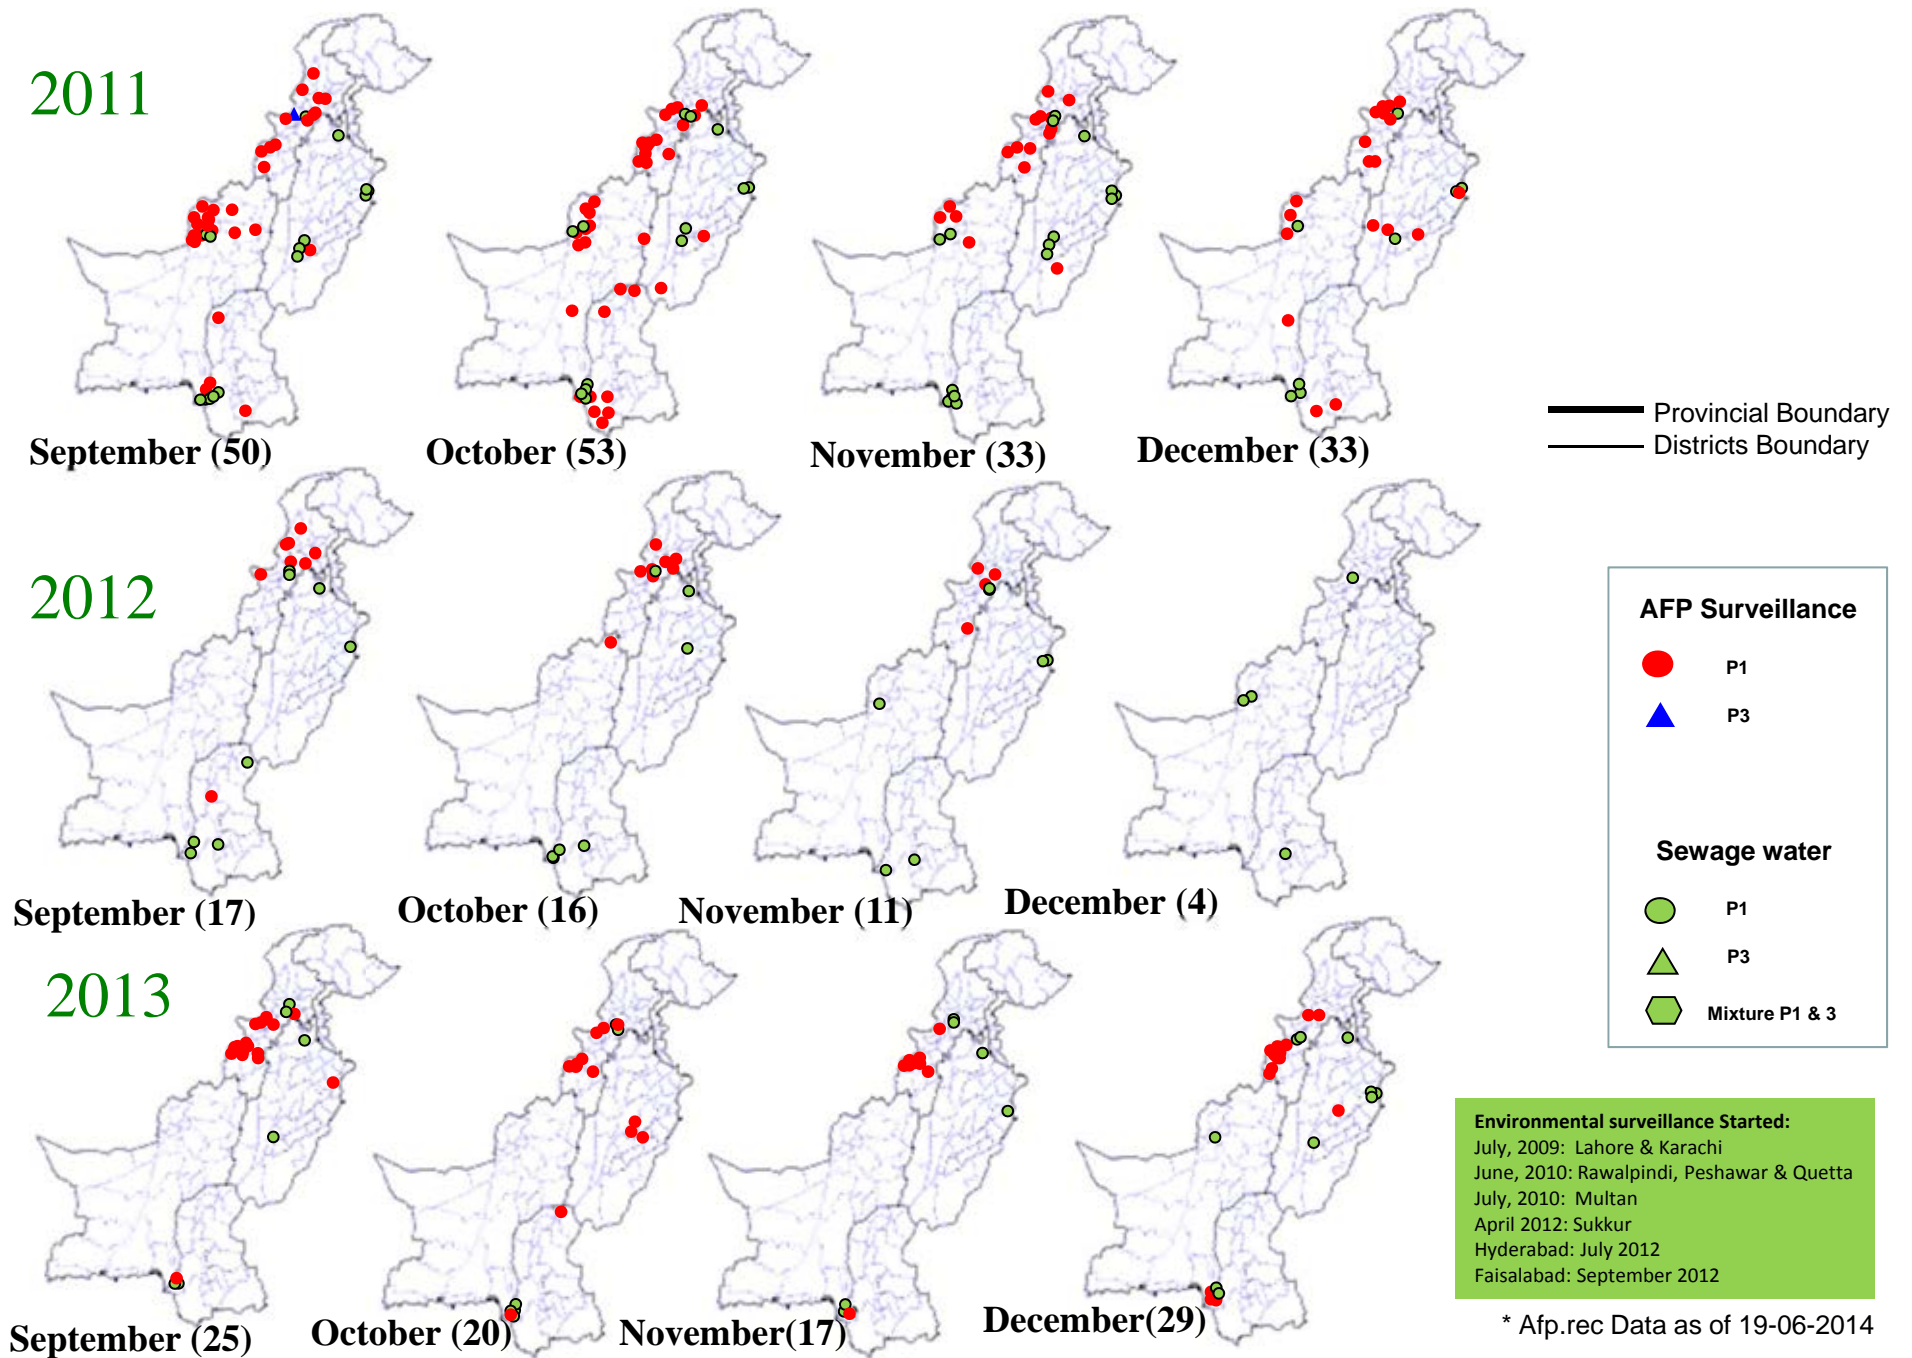 2011
September (50)
October (53)
November (33)
December (33)
Provincial Boundary
Districts Boundary
2012
September (17)
October (16)
November (11)
December (4)
AFP Surveillance
P1
P3
Sewage water
P1
P3
Mixture P1 & 3
2013
September (25)
October (20)
November(17)
December(29)
Environmental surveillance Started:
July, 2009: Lahore & Karachi
June, 2010: Rawalpindi, Peshawar & Quetta
July, 2010: Multan
April 2012: Sukkur
Hyderabad: July 2012
Faisalabad: September 2012
* Afp.rec Data as of 19-06-2014